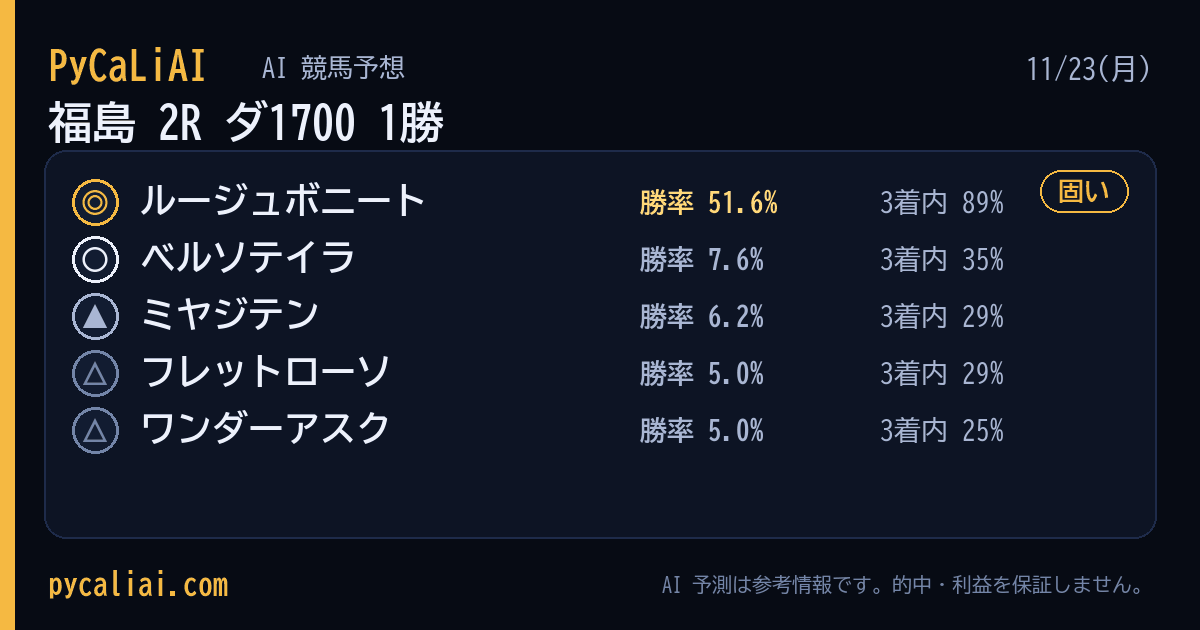 PyCaLiAI AI 競馬予想 11/23(月)
福島 2R ダ1700 1勝
◎ ルージュボニート 勝率 51.6% 3着内 89% 固い
○ ベルソテイラ 勝率 7.6% 3着内 35%
▲ ミヤジテン 勝率 6.2% 3着内 29%
△ フレットローソ 勝率 5.0% 3着内 29%
△ ワンダーアスク 勝率 5.0% 3着内 25%
pycaliai.com AI 予測は参考情報です。的中・利益を保証しません。